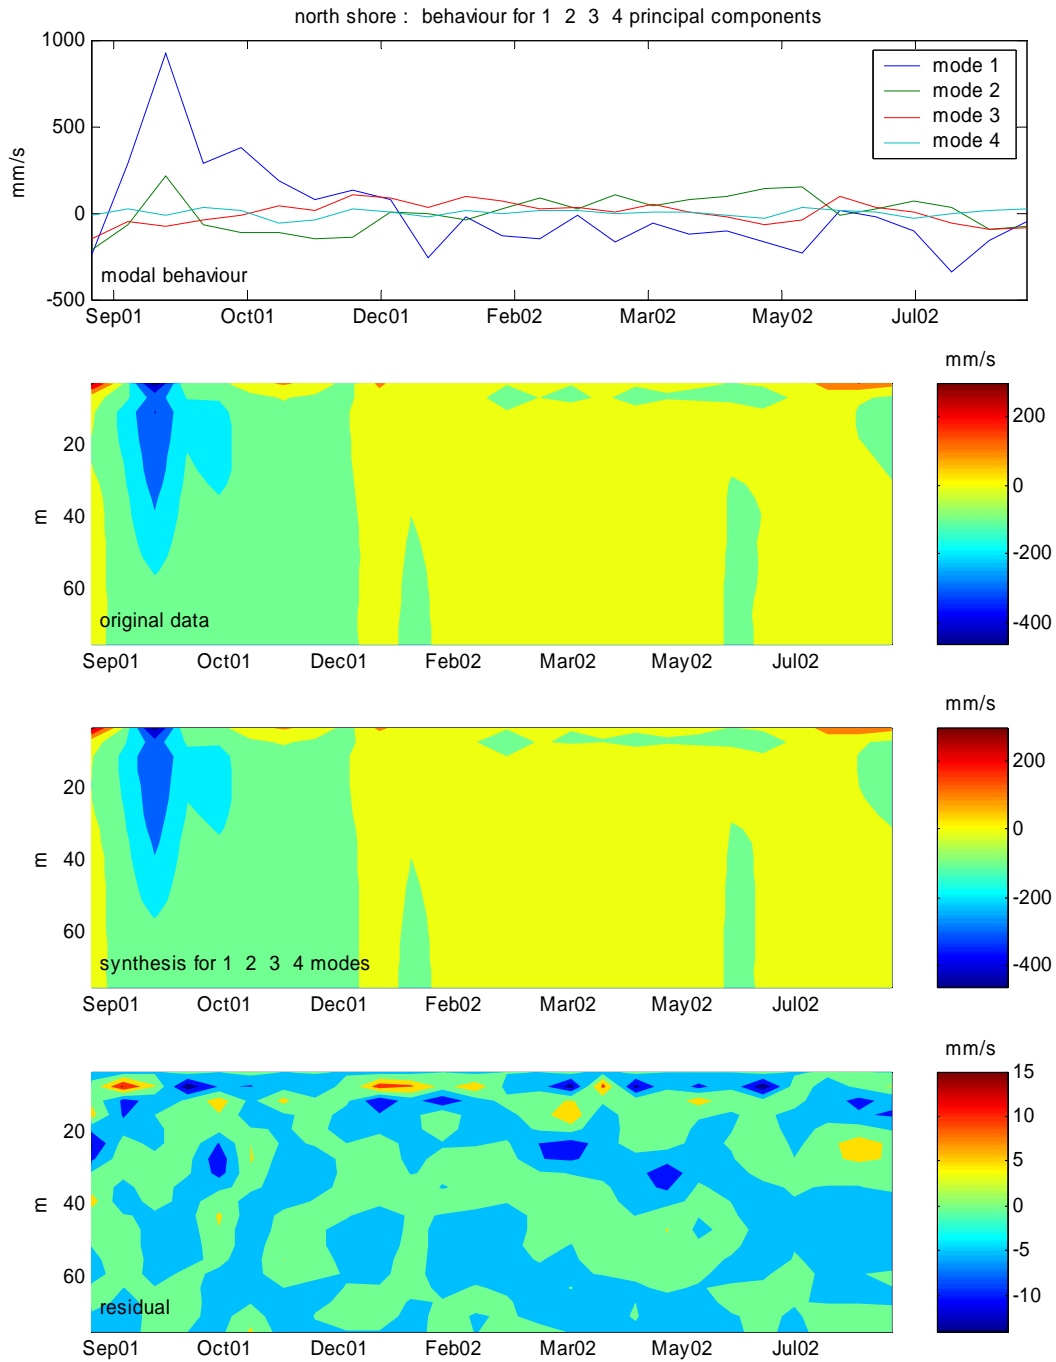 north shore : behaviour for 1 2 3 4 principal components
1000
500
0
-500
mm/s
mode 1
mode 2
mode 3
mode 4
modal behaviour
Sep01 Oct01 Dec01 Feb02 Mar02 May02 Jul02
mm/s
20
40
60
m
original data
200
0
-200
-400
Sep01 Oct01 Dec01 Feb02 Mar02 May02 Jul02
mm/s
20
40
60
m
synthesis for 1 2 3 4 modes
200
0
-200
-400
Sep01 Oct01 Dec01 Feb02 Mar02 May02 Jul02
mm/s
20
40
60
m
residual
15
10
5
0
-5
-10
Sep01 Oct01 Dec01 Feb02 Mar02 May02 Jul02